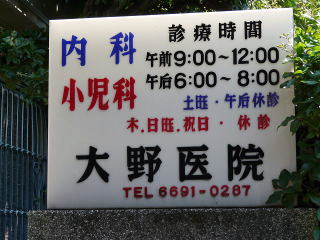 診療時間
内科
午前9:00～12:00
小児科
午后6:00～8:00
土曜・午后休診
木.日曜.祝日・休診
大野医院
TEL 6691-0287